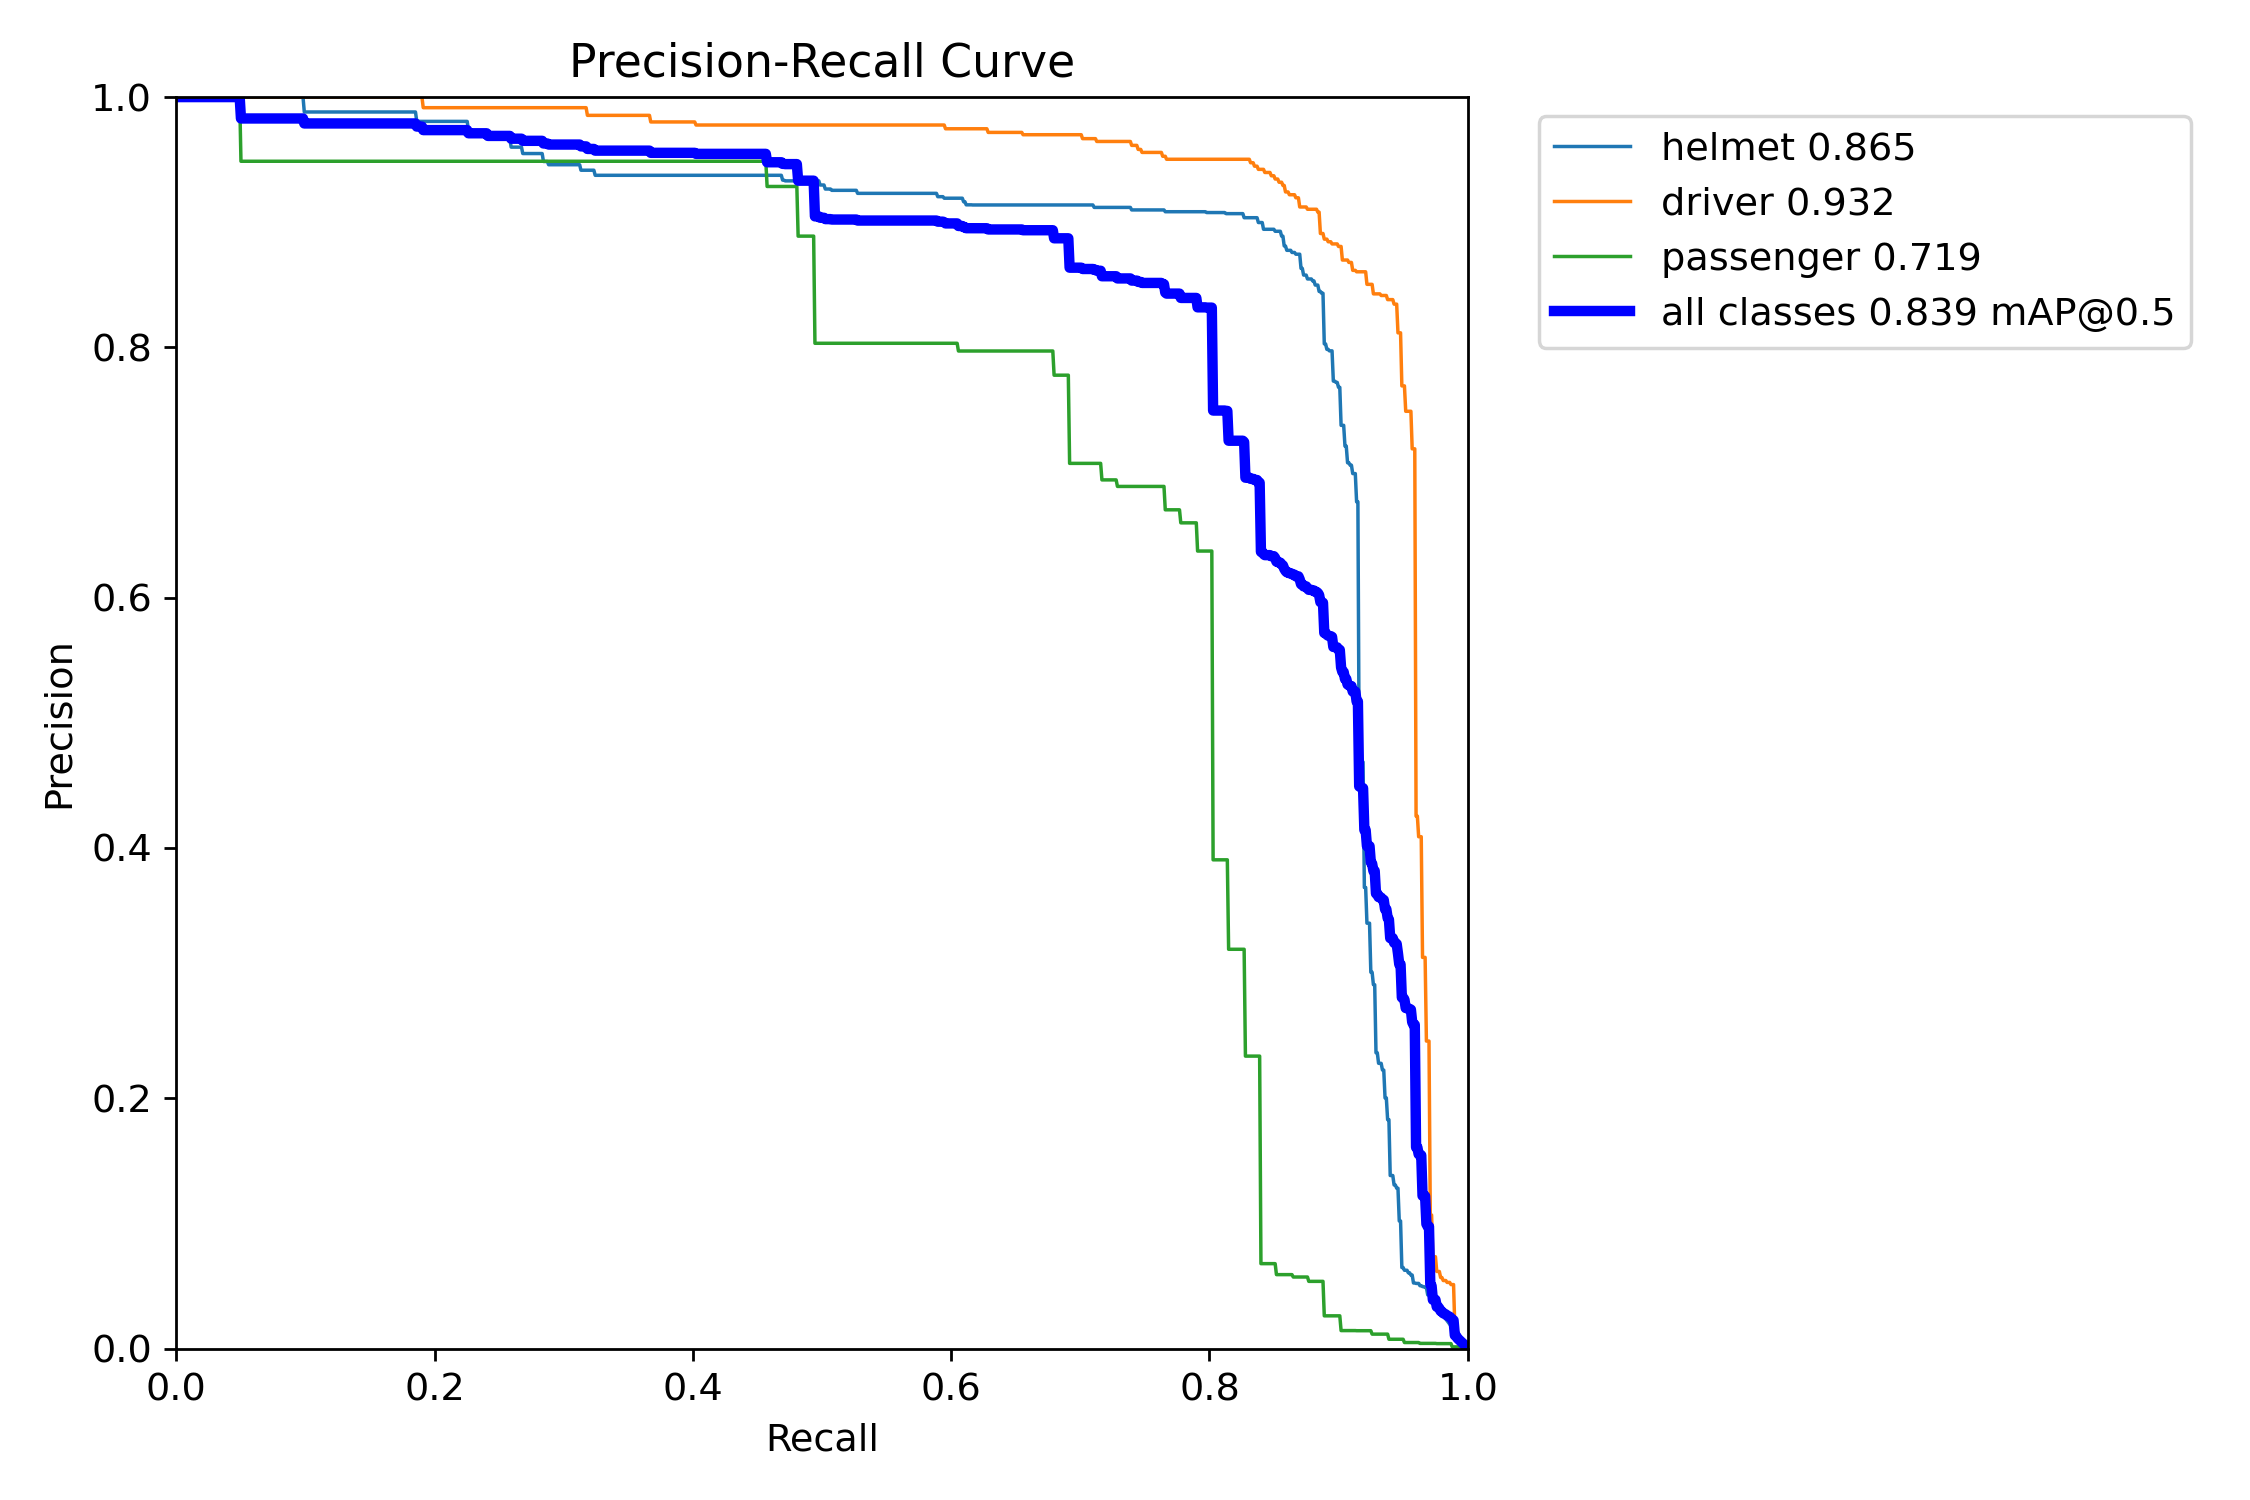 Precision-Recall Curve
1.0
0.8
0.6
0.4
0.2
0.0
Precision
0.0 0.2 0.4 0.6 0.8 1.0
Recall
helmet 0.865
driver 0.932
passenger 0.719
all classes 0.839 mAP@0.5